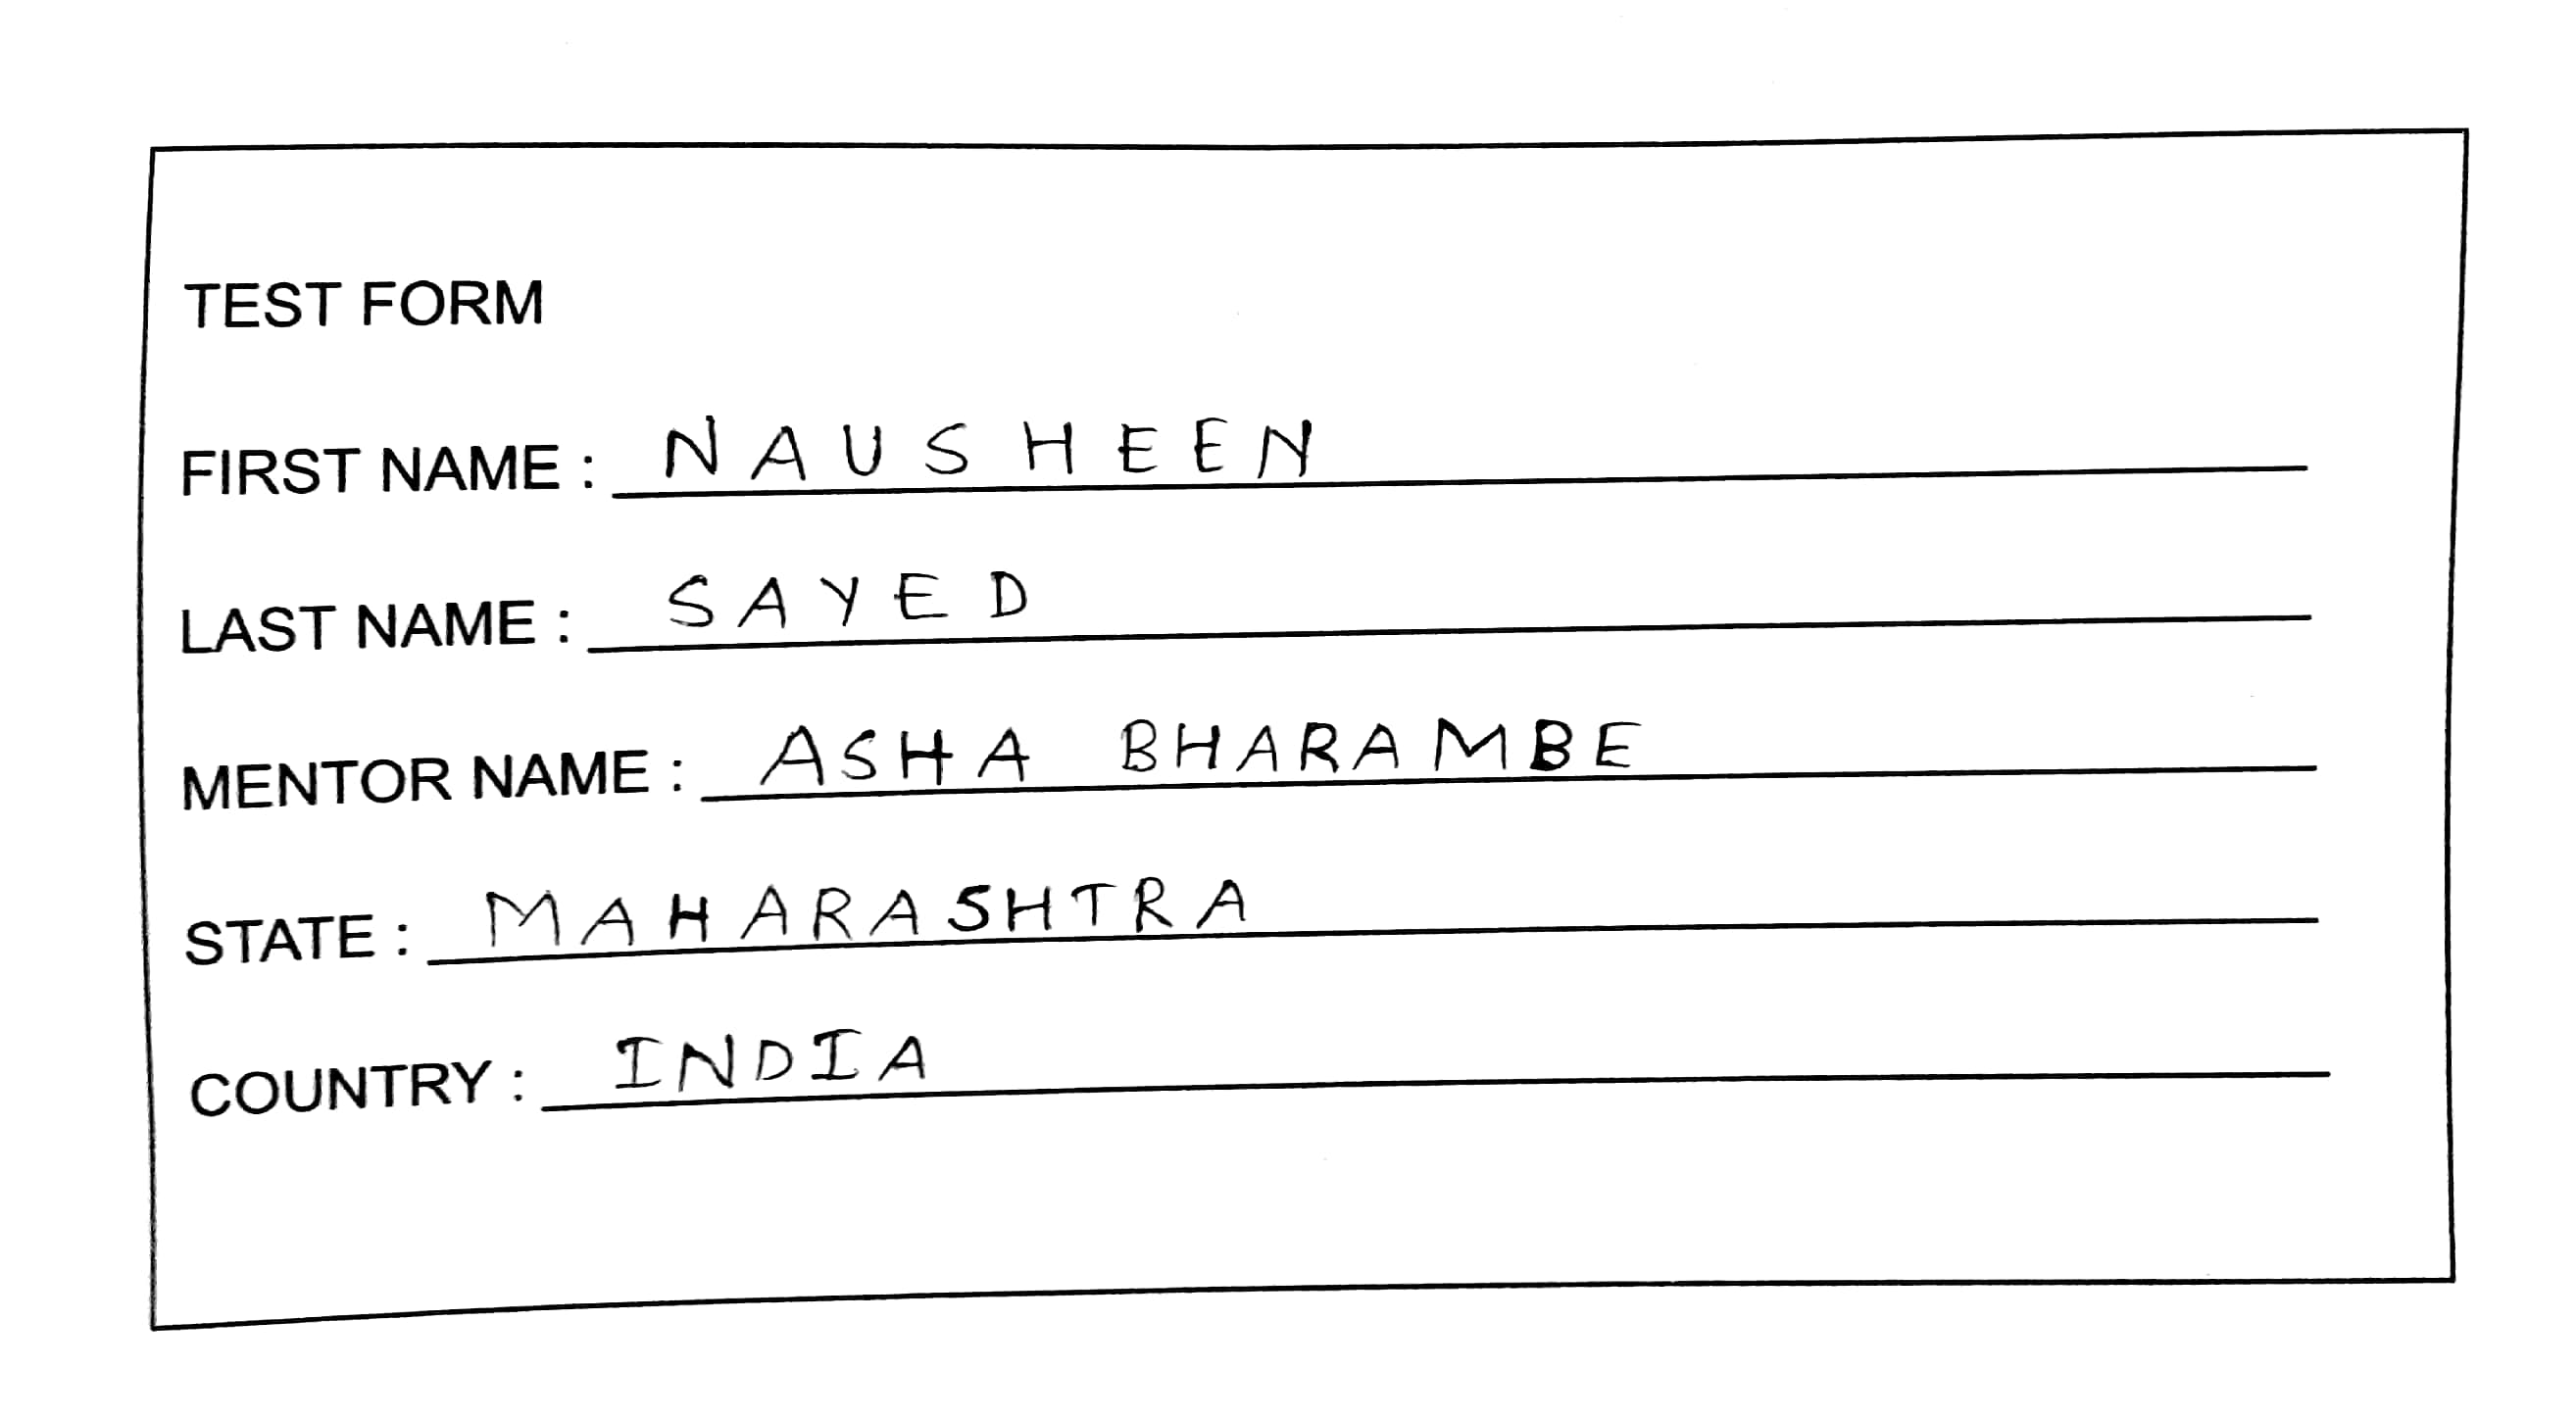 TEST FORM
FIRST NAME : NAUSHEEN
LAST NAME : SAYED
MENTOR NAME : ASHA BHARAMBE
STATE : MAHARASHTRA
COUNTRY : INDIA